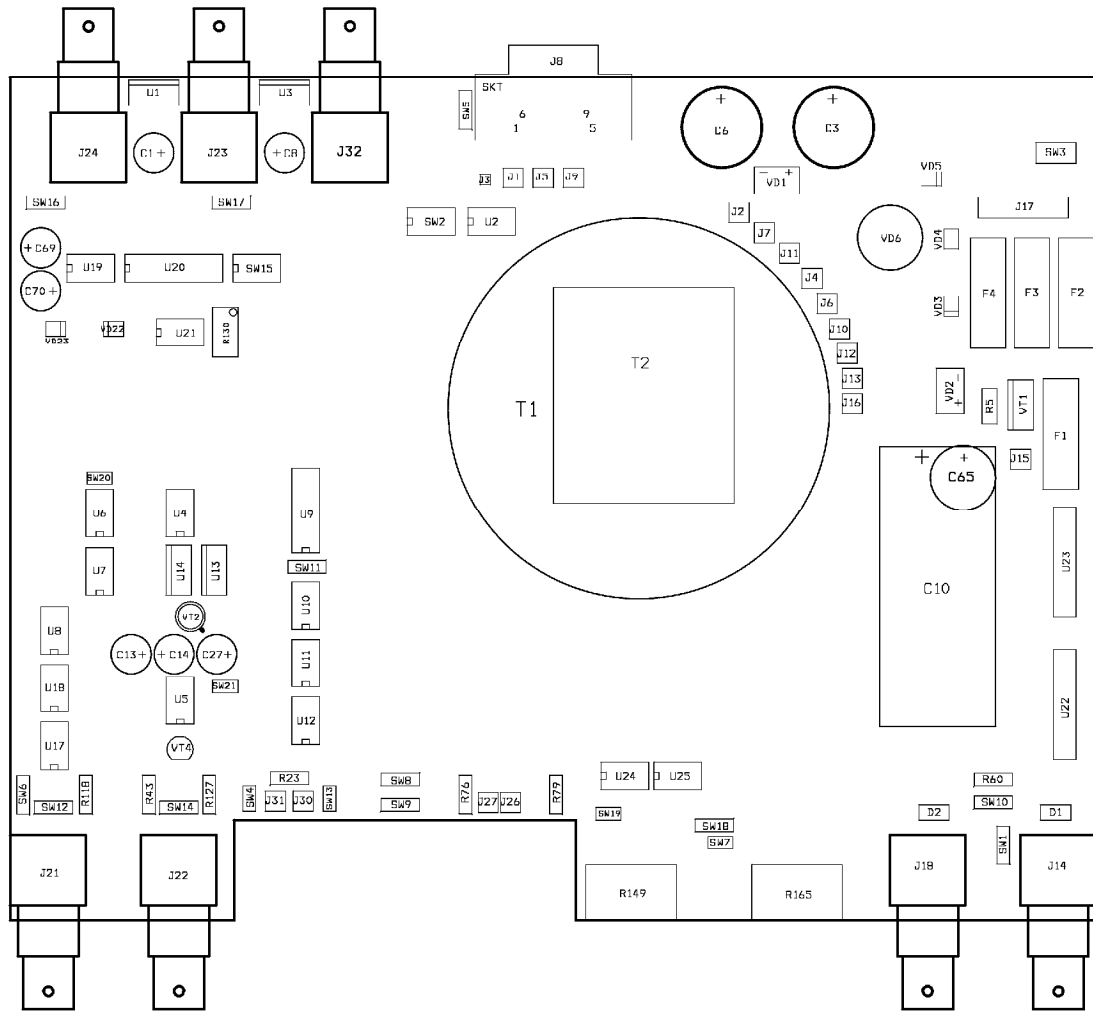 J8
SKT
U1
U3
SW5
6
9
1
5
+
C6
+
C3
J24
C1+
J23
+C8
J32
SW3
VD5
J3
J1
J5
J9
- +
VD1
SW16
SW17
J17
SW2
U2
J2
J7
VD6
VD4
+C69
J11
U19
U20
SW15
J4
F4
F3
F2
C70+
J6
VD3
VD23
VD22
U21
R130
J10
J12
T2
J13
VD2
-
+
R5
VT1
T1
J16
F1
J15
+
+
C65
SW20
U6
U4
U9
U7
U14
U13
SW11
U23
C10
U10
VT2
U8
C13+
+C14
C27+
U11
U18
U5
SW21
U12
U22
U17
VT4
SW6
R118
R43
R127
R23
SW8
R76
R79
U24
U25
R60
SW12
SW14
SW4
J31
J30
SW13
SW9
J27
J26
SW19
SW10
D2
D1
SW18
SW7
SW1
J21
J22
R149
R165
J18
J14